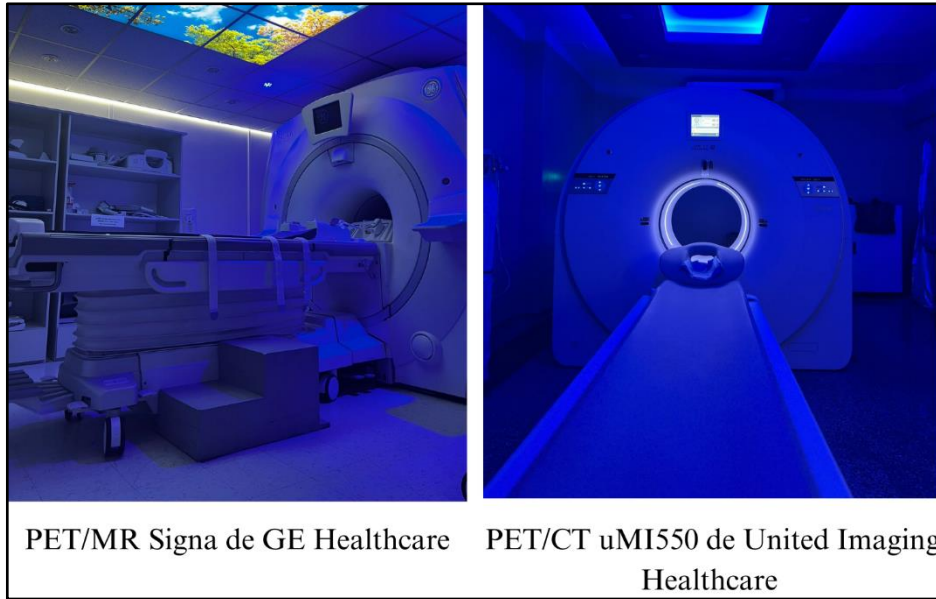 PET/MR Signa de GE Healthcare
PET/CT uMI550 de United Imaging
Healthcare